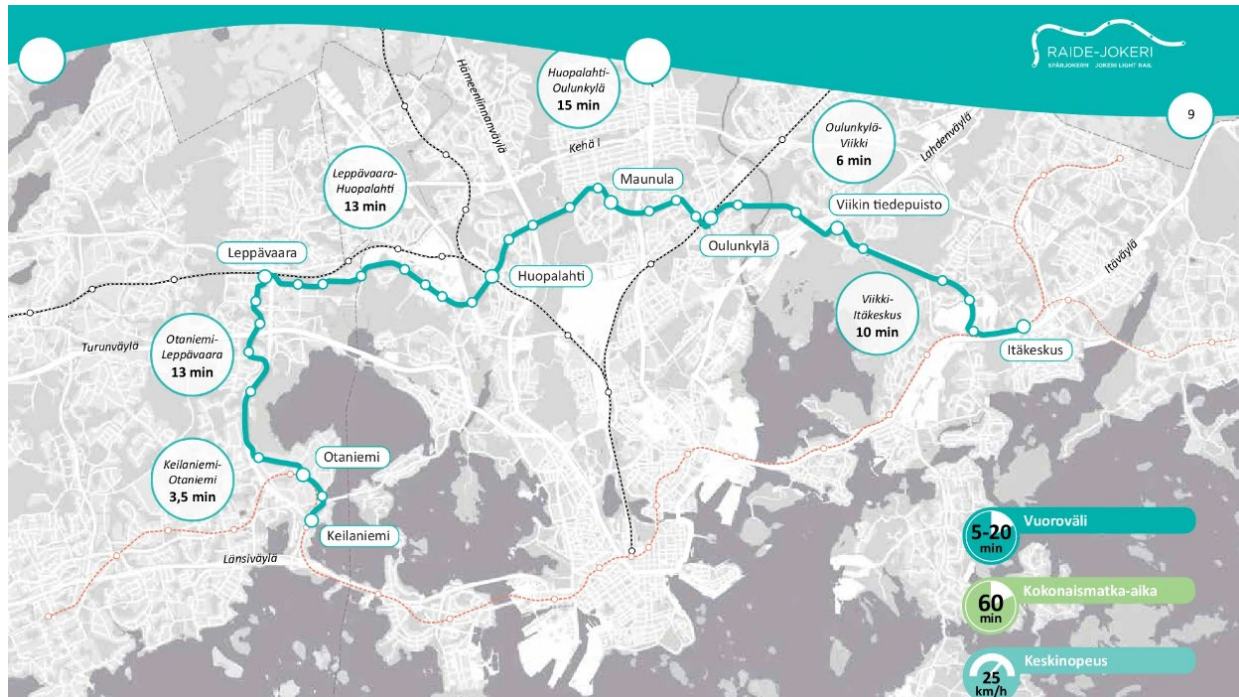 RAIDE-JOKERI
SPÅRJOKERN JOKERI LIGHT RAIL
9
Hämeenlinnanväylä
Huopalahti-
Oulunkylä
15 min
Kehä I
Oulunkylä-
Viikki
6 min
Lahdenväylä
Leppävaara-
Huopalahti
13 min
Maunula
Viikin tiedepuisto
Oulunkylä
Leppävaara
Huopalahti
Itäväylä
Viikki-
Itäkeskus
10 min
Turunväylä
Otaniemi-
Leppävaara
13 min
Itäkeskus
Otaniemi
Keilaniemi-
Otaniemi
3,5 min
Keilaniemi
Länsiväylä
5-20
min
Vuoroväli
60
min
Kokonaismatka-aika
25
km/h
Keskinopeus